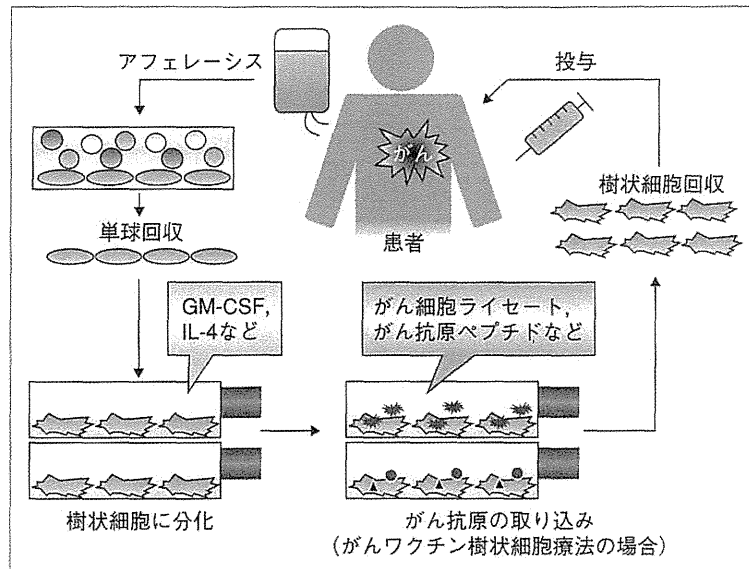 アフェレーシス
投与
がん
患者
樹状細胞回収
単球回収
GM-CSF,
IL-4など
がん細胞ライセート,
がん抗原ペプチドなど
樹状細胞に分化
がん抗原の取り込み
(がんワクチン樹状細胞療法の場合)